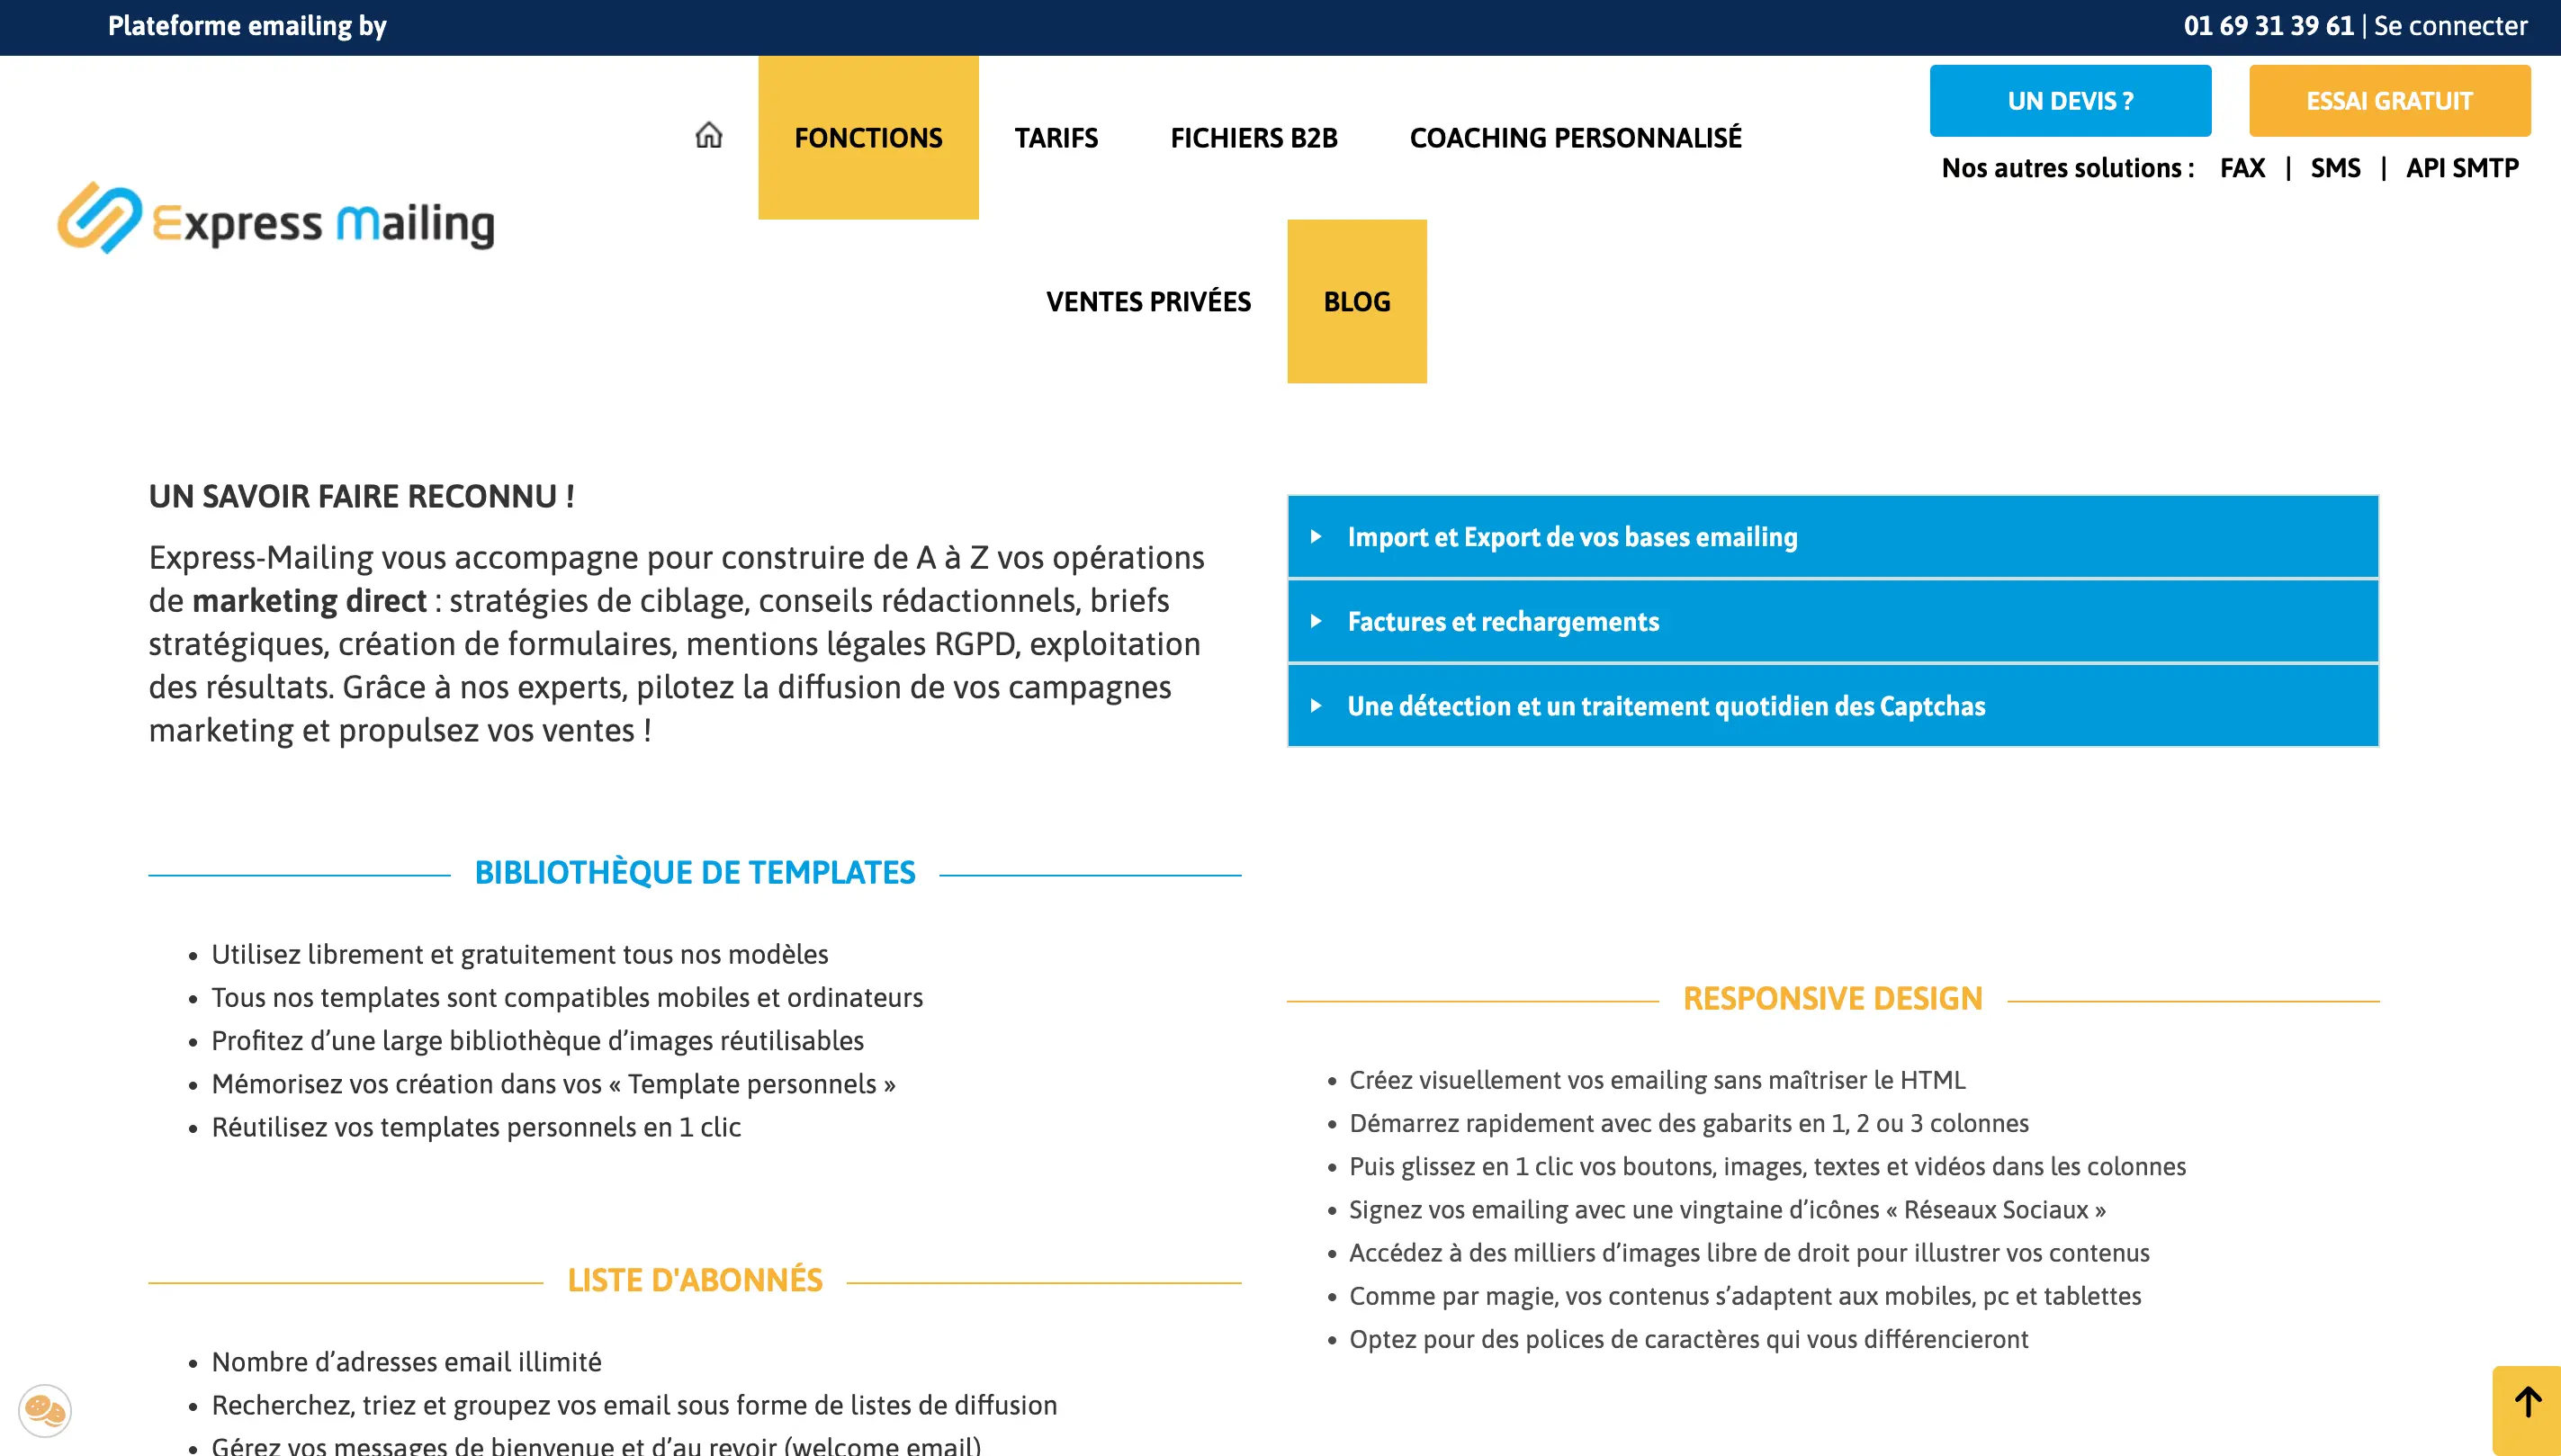 Plateforme emailing by
01 69 31 39 61 | Se connecter
FONCTIONS
TARIFS
FICHIERS B2B
COACHING PERSONNALISÉ
UN DEVIS ?
ESSAI GRATUIT
Nos autres solutions : FAX | SMS | API SMTP
Express Mailing
VENTES PRIVÉES
BLOG
UN SAVOIR FAIRE RECONNU !
Express-Mailing vous accompagne pour construire de A à Z vos opérations
de marketing direct : stratégies de ciblage, conseils rédactionnels, briefs
stratégiques, création de formulaires, mentions légales RGPD, exploitation
des résultats. Grâce à nos experts, pilotez la diffusion de vos campagnes
marketing et propulsez vos ventes !
Import et Export de vos bases emailing
Factures et rechargements
Une détection et un traitement quotidien des Captchas
BIBLIOTHÈQUE DE TEMPLATES
• Utilisez librement et gratuitement tous nos modèles
• Tous nos templates sont compatibles mobiles et ordinateurs
• Profitez d’une large bibliothèque d’images réutilisables
• Mémorisez vos création dans vos « Template personnels »
• Réutilisez vos templates personnels en 1 clic
RESPONSIVE DESIGN
• Créez visuellement vos emailing sans maîtriser le HTML
• Démarrez rapidement avec des gabarits en 1, 2 ou 3 colonnes
• Puis glissez en 1 clic vos boutons, images, textes et vidéos dans les colonnes
• Signez vos emailing avec une vingtaine d’icônes « Réseaux Sociaux »
• Accédez à des milliers d’images libre de droit pour illustrer vos contenus
• Comme par magie, vos contenus s’adaptent aux mobiles, pc et tablettes
• Optez pour des polices de caractères qui vous différencieront
LISTE D'ABONNÉS
• Nombre d’adresses email illimité
• Recherchez, triez et groupez vos email sous forme de listes de diffusion
• Gérez vos messages de bienvenue et d’au revoir (welcome email)